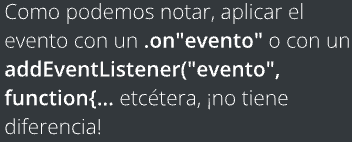 Como podemos notar, aplicar el
evento con un .on"evento" o con un
addEventListener("evento",
function{... etcétera, ¡no tiene
diferencia!